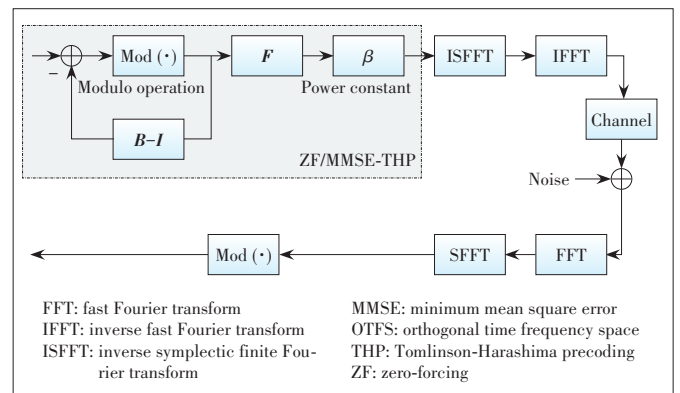 −
Mod (·)
F
β
ISFFT
IFFT
Modulo operation
Power constant
B−I
ZF/MMSE-THP
Channel
Noise
Mod (·)
SFFT
FFT
FFT: fast Fourier transform
IFFT: inverse fast Fourier transform
ISFFT: inverse symplectic finite Fou-
rier transform
MMSE: minimum mean square error
OTFS: orthogonal time frequency space
THP: Tomlinson-Harashima precoding
ZF: zero-forcing